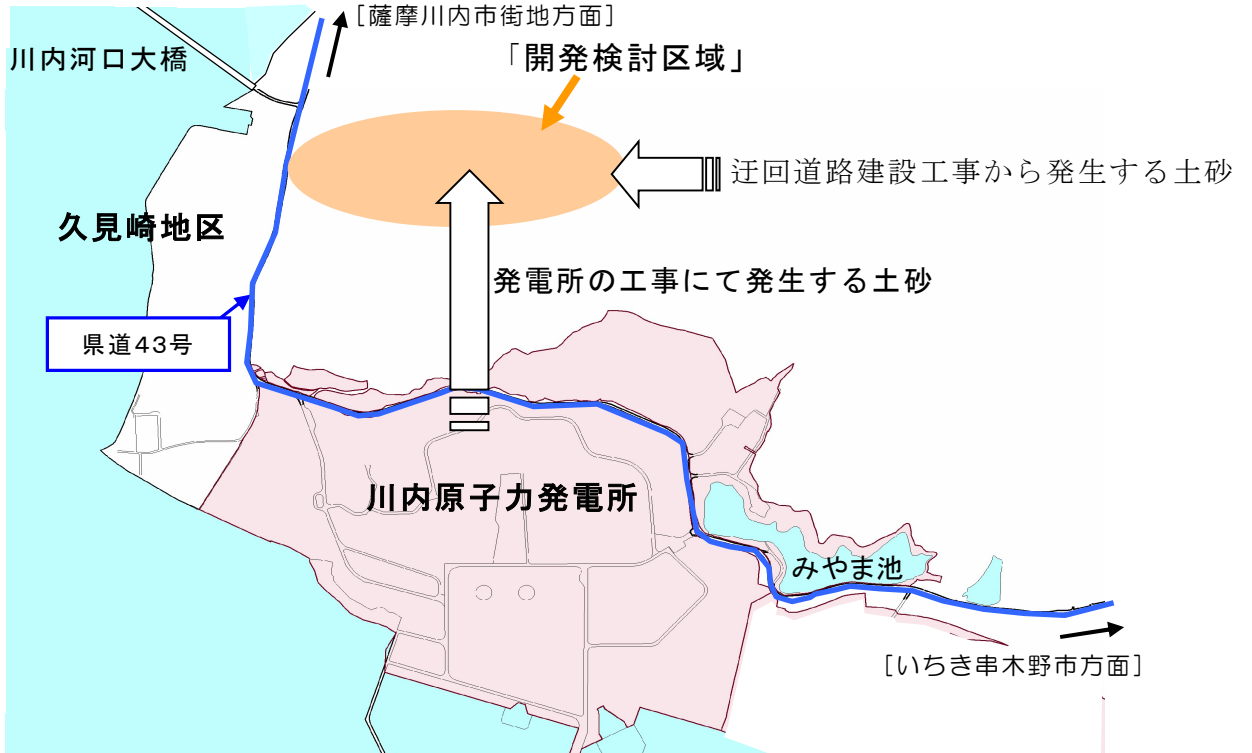 [薩摩川内市街地方面]
川内河口大橋
「開発検討区域」
迂回道路建設工事から発生する土砂
久見崎地区
発電所の工事にて発生する土砂
県道43号
川内原子力発電所
みやま池
[いちき串木野市方面]